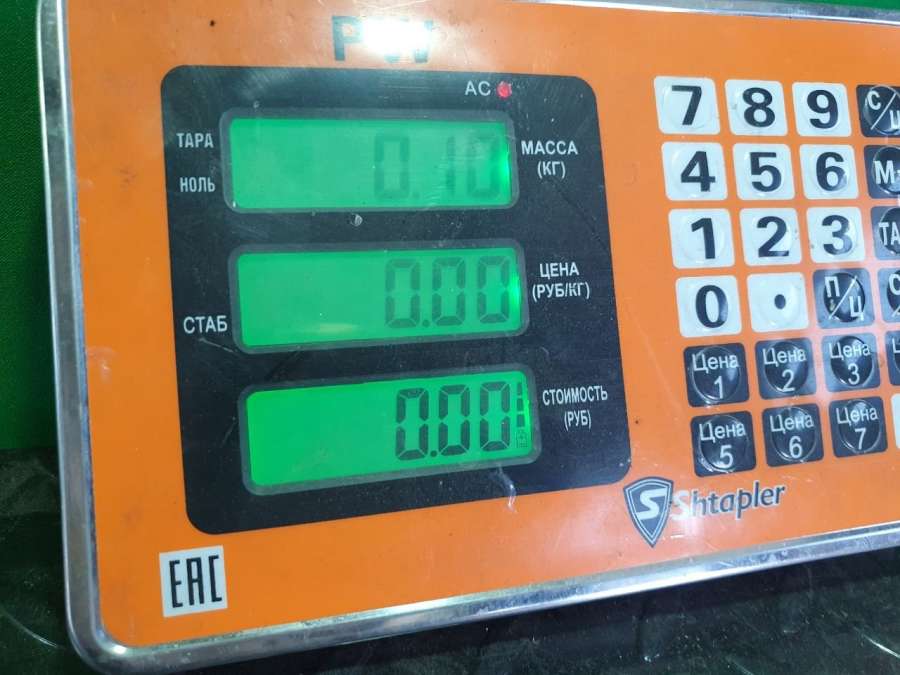 AC
ТАРА
НОЛЬ
0.10
МАССА
(КГ)
СТАБ
0.00
ЦЕНА
(РУБ/КГ)
0.00
СТОИМОСТЬ
(РУБ)
7 8 9 С/Ц
4 5 6
1 2 3
0 . П/Ц
Цена 1 Цена 2 Цена 3
Цена 5 Цена 6 Цена 7
Shtapler
EAC